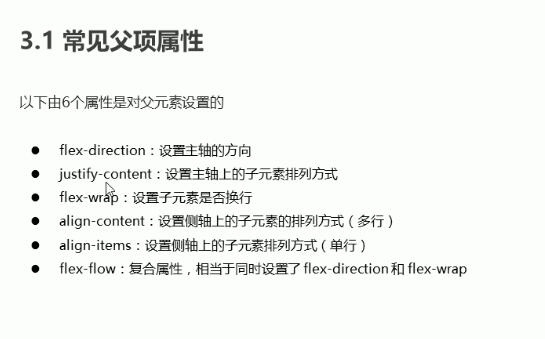 3.1 常见父项属性
以下由6个属性是对父元素设置的
● flex-direction：设置主轴的方向
● justify-content：设置主轴上的子元素排列方式
● flex-wrap：设置子元素是否换行
● align-content：设置侧轴上的子元素的排列方式（多行）
● align-items：设置侧轴上的子元素排列方式（单行）
● flex-flow：复合属性，相当于同时设置了 flex-direction 和 flex-wrap